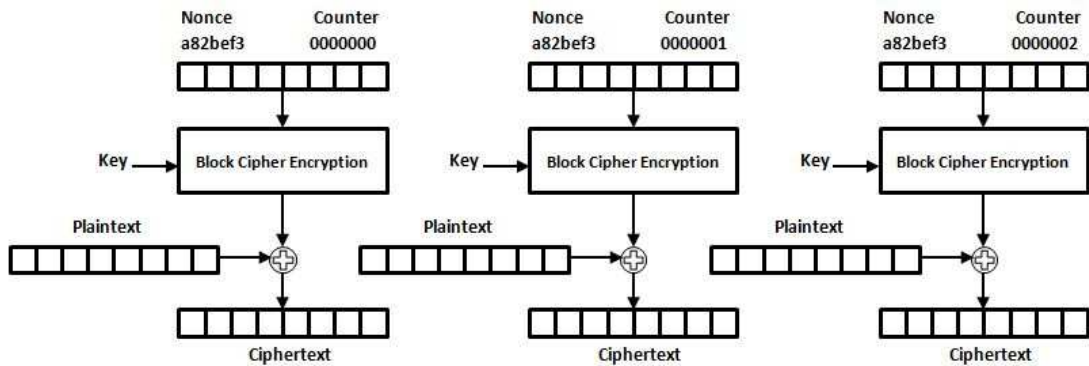 Nonce Counter Nonce Counter Nonce Counter
a82bef3 0000000 a82bef3 0000001 a82bef3 0000002
Key Block Cipher Encryption Key Block Cipher Encryption Key Block Cipher Encryption
Plaintext Plaintext Plaintext
Ciphertext Ciphertext Ciphertext